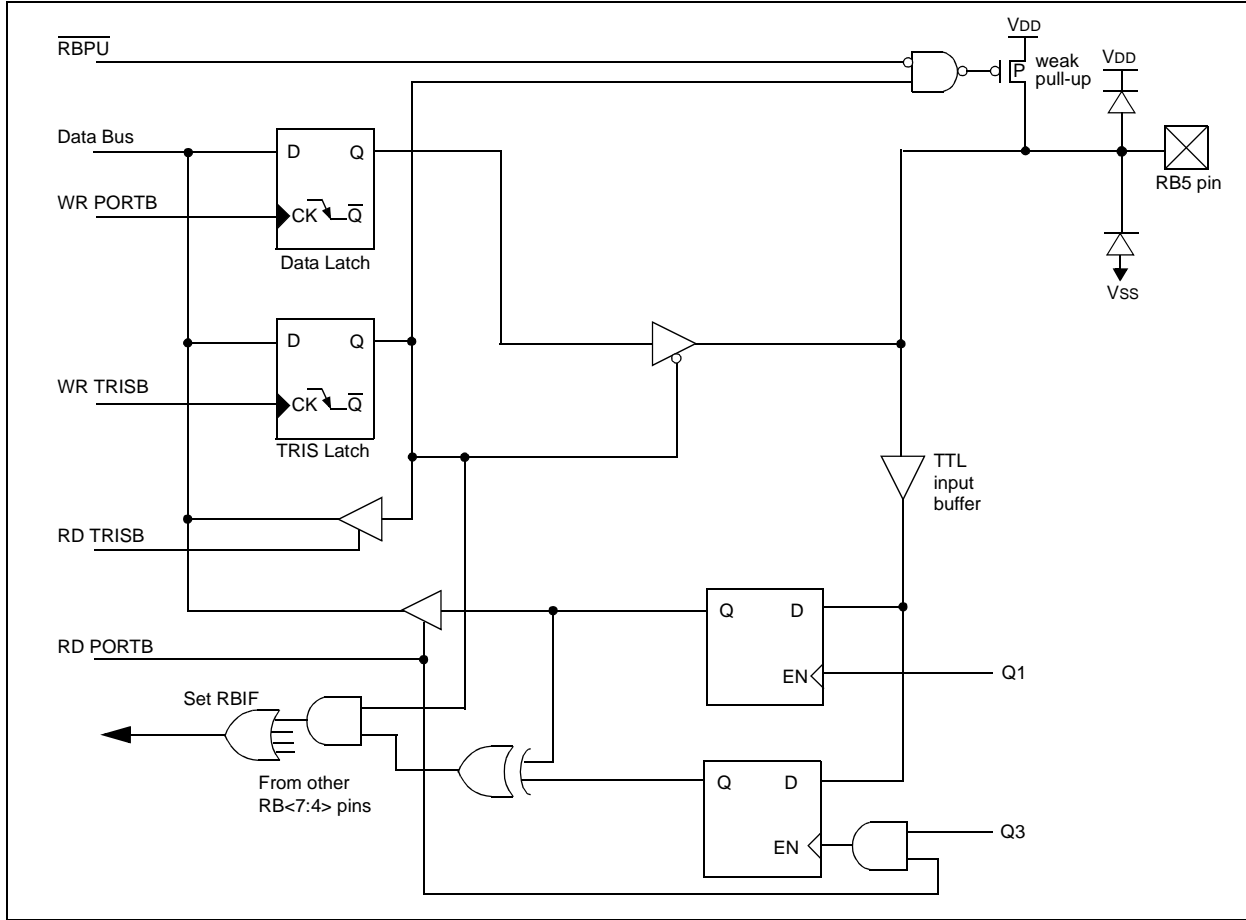 RBPU
VDD
P
weak
pull-up
VDD
Data Bus
D
Q
WR PORTB
CK
Q
Data Latch
RB5 pin
VSS
D
Q
WR TRISB
CK
Q
TRIS Latch
TTL
input
buffer
RD TRISB
Q
D
RD PORTB
EN
Q1
Set RBIF
From other
RB<7:4> pins
Q
D
EN
Q3